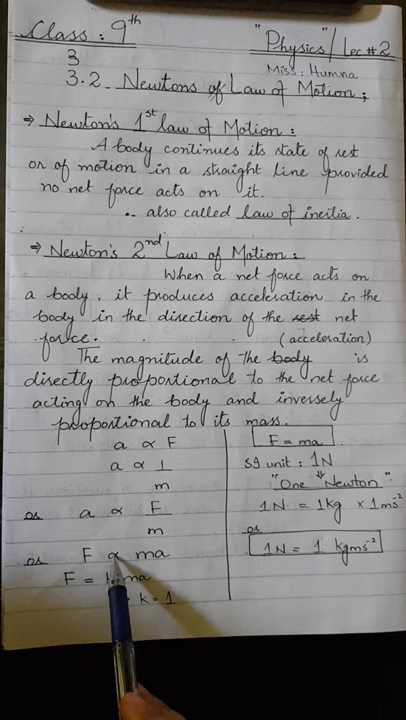 Class : 9th
"Physics" / Lec # 2
Miss : Humna
3
3.2 - Newtons of Law of Motion ;
⇒ Newton's 1st law of Motion :
A body continues its state of rest
or of motion in a straight line provided
no net force acts on it.
∴ also called law of inertia .
⇒ Newton's 2nd Law of Motion :
When a net force acts on
a body, it produces acceleration in the
body in the direction of the rest net
force.
(acceleration)
The magnitude of the body is
directly proportional to the net force
acting on the body and inversely
proportional to its mass.
a ∝ F
a ∝ 1
m
or a ∝ F
m
or F ∝ ma
F = ma
k = 1
F = ma
SI unit : 1N
"One Newton"
1N = 1kg × 1ms-2
or
1N = 1 kgms-2